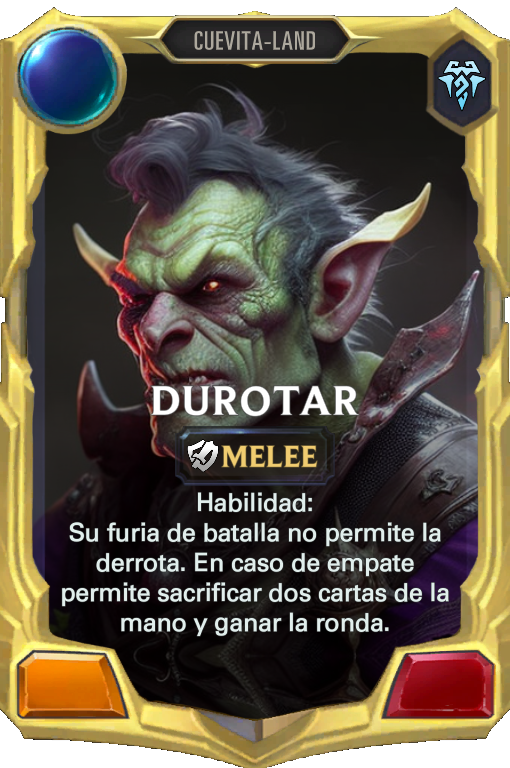 CUEVITA-LAND
DUROTAR
MELEE
Habilidad:
Su furia de batalla no permite la
derrota. En caso de empate
permite sacrificar dos cartas de la
mano y ganar la ronda.